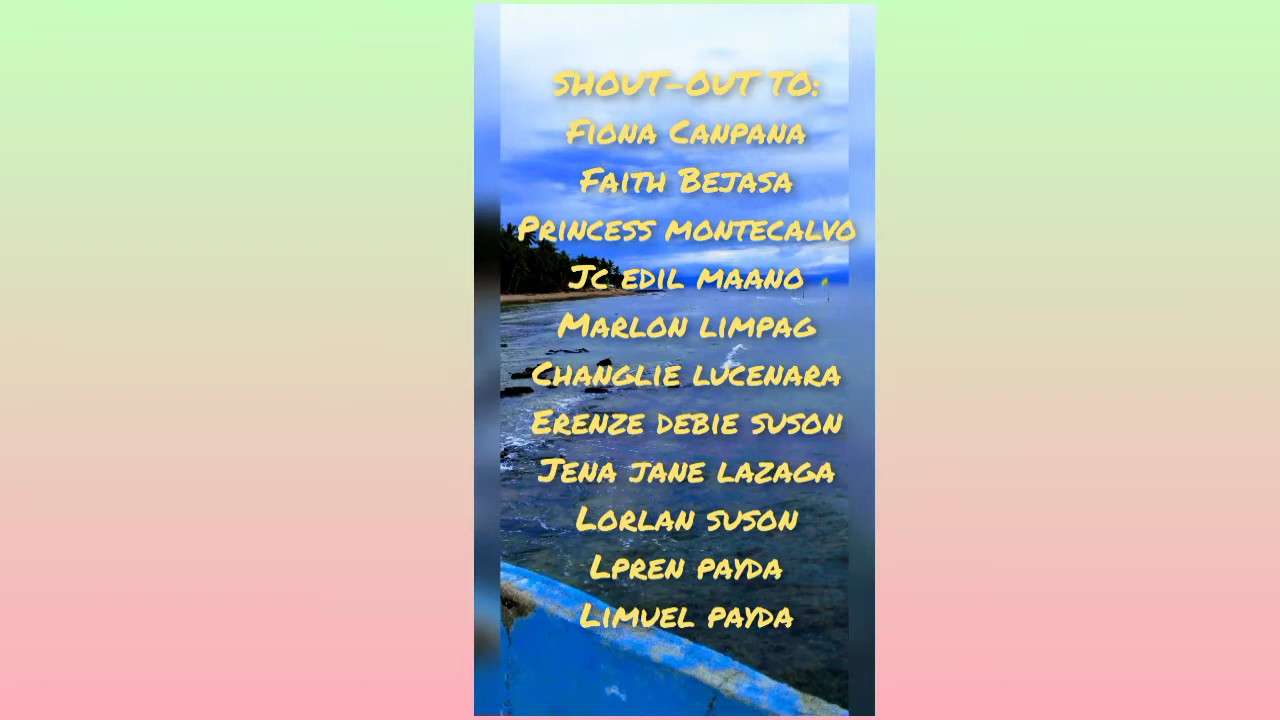 SHOUT-OUT TO:
Fiona Canpana
Faith Bejasa
Princess montecalvo
Jc edil maano
Marlon limpag
Changlie lucenara
Erenze debie suson
Jena jane lazaga
Lorlan suson
Lpren payda
Limuel payda